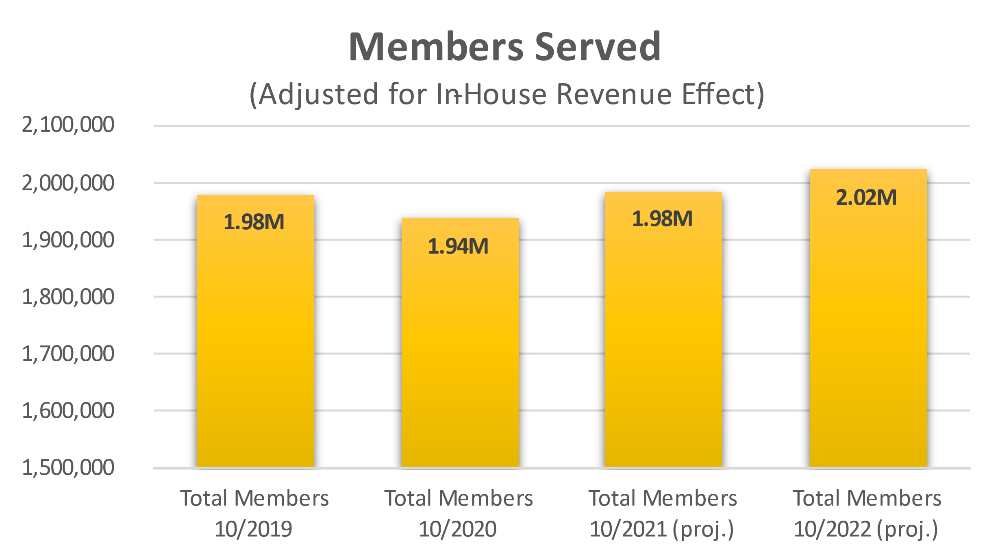 Members Served
(Adjusted for In-House Revenue Effect)
2,100,000
2,000,000
1,900,000
1,800,000
1,700,000
1,600,000
1,500,000
1.98M
1.94M
1.98M
2.02M
Total Members
10/2019
Total Members
10/2020
Total Members
10/2021 (proj.)
Total Members
10/2022 (proj.)